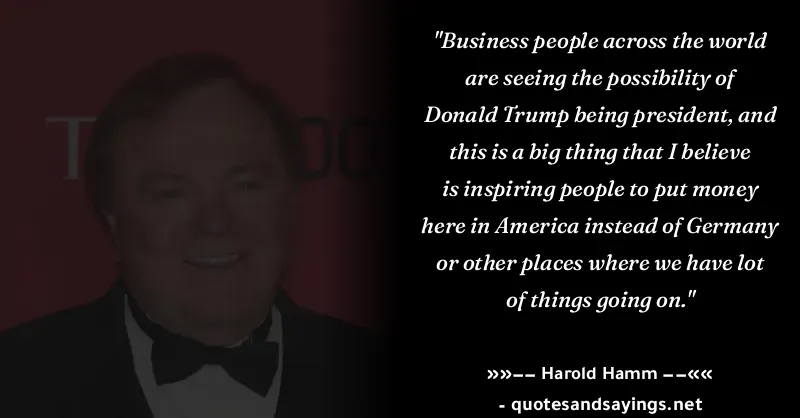 T 00
"Business people across the world
are seeing the possibility of
Donald Trump being president, and
this is a big thing that I believe
is inspiring people to put money
here in America instead of Germany
or other places where we have lot
of things going on."
»»—— Harold Hamm ——««
- quotesandsayings.net